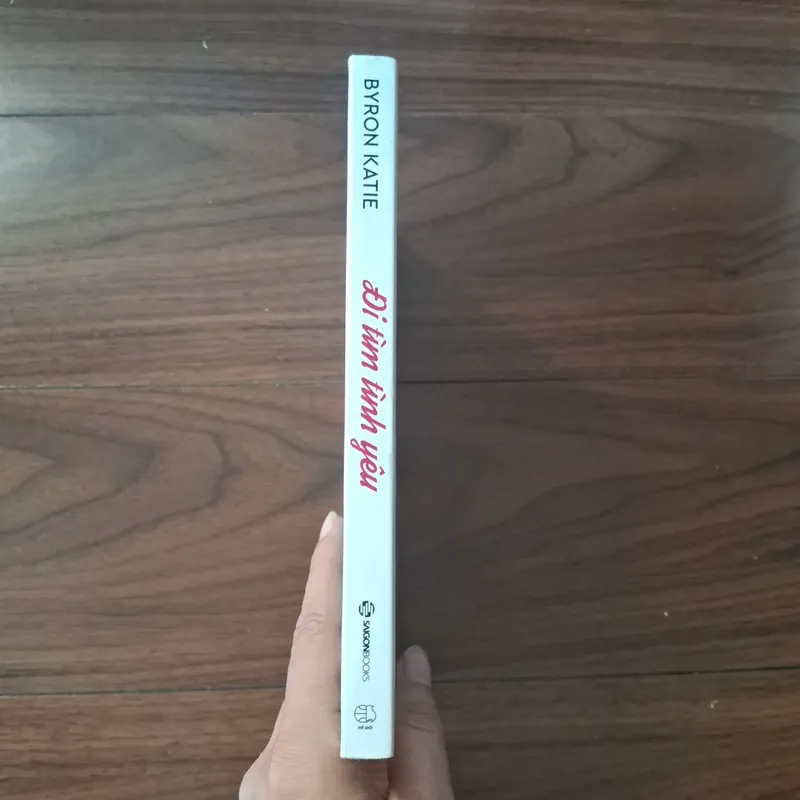 BYRON KATIE
Đi tìm tình yêu
SAIGONBOOKS
THẾ GIỚI